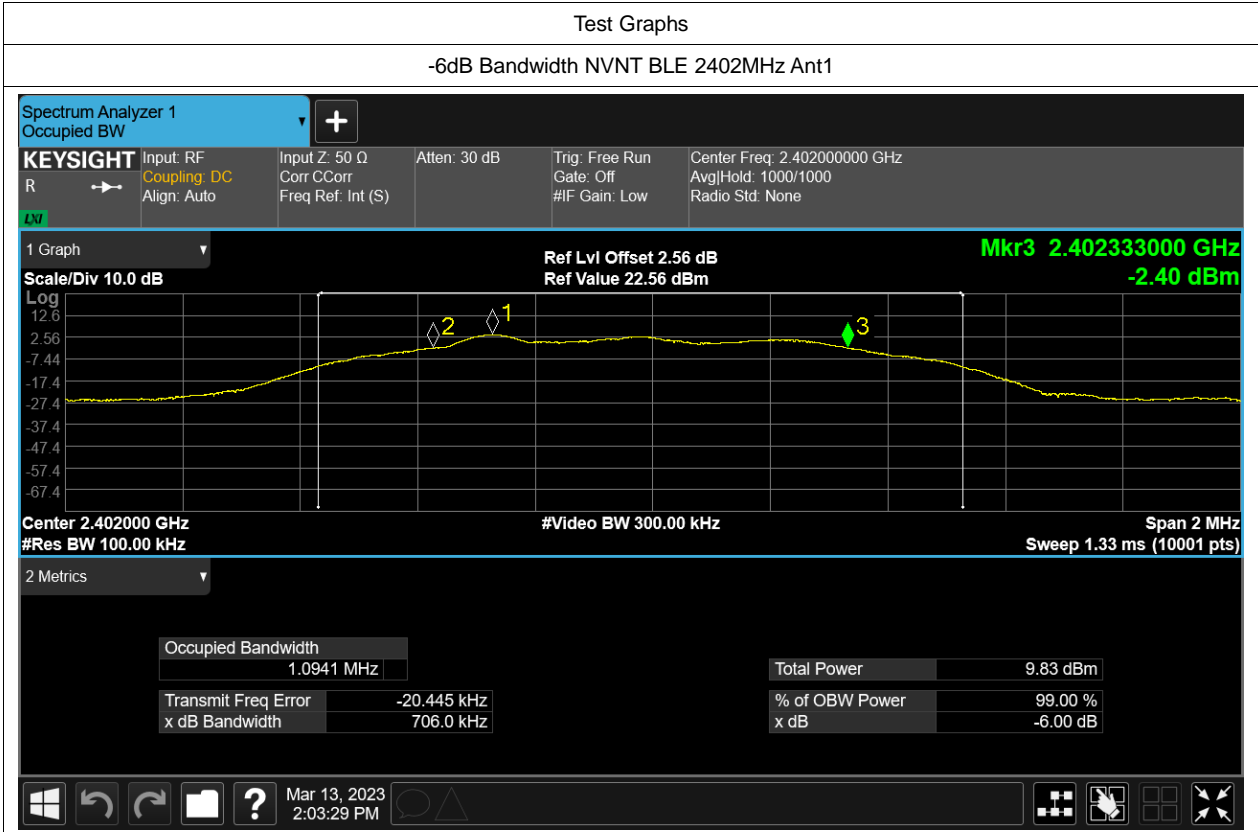 Test Graphs
-6dB Bandwidth NVNT BLE 2402MHz Ant1
Spectrum Analyzer 1
Occupied BW
KEYSIGHT
R
LXI
Input: RF
Coupling: DC
Align: Auto
Input Z: 50 Ω
Corr CCorr
Freq Ref: Int (S)
Atten: 30 dB
Trig: Free Run
Gate: Off
#IF Gain: Low
Center Freq: 2.402000000 GHz
Avg|Hold: 1000/1000
Radio Std: None
1 Graph
Scale/Div 10.0 dB
Ref Lvl Offset 2.56 dB
Ref Value 22.56 dBm
Mkr3 2.402333000 GHz
-2.40 dBm
Log
12.6
2.56
-7.44
-17.4
-27.4
-37.4
-47.4
-57.4
-67.4
2
1
3
Center 2.402000 GHz
#Res BW 100.00 kHz
#Video BW 300.00 kHz
Span 2 MHz
Sweep 1.33 ms (10001 pts)
2 Metrics
Occupied Bandwidth
1.0941 MHz
Transmit Freq Error -20.445 kHz
x dB Bandwidth 706.0 kHz
Total Power 9.83 dBm
% of OBW Power 99.00 %
x dB -6.00 dB
?
Mar 13, 2023
2:03:29 PM